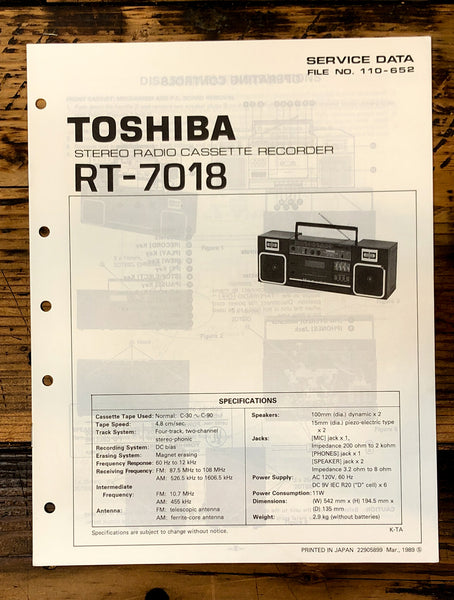 SERVICE DATA
FILE NO. 110-652
TOSHIBA
STEREO RADIO CASSETTE RECORDER
RT-7018
SPECIFICATIONS
Cassette Tape Used: Normal: C-30 ∿ C-90
Tape Speed: 4.8 cm/sec.
Track System: Four-track, two-channel
stereo-phonic
Recording System: DC bias
Erasing System: Magnet erasing
Frequency Response: 60 Hz to 12 kHz
Receiving Frequency: FM: 87.5 MHz to 108 MHz
AM: 526.5 kHz to 1606.5 kHz
Intermediate
Frequency: FM: 10.7 MHz
AM: 455 kHz
Antenna: FM: telescopic antenna
AM: ferrite-core antenna
Speakers: 100mm (dia.) dynamic x 2
15mm (dia.) piezo-electric type
x 2
Jacks: [MIC] jack x 1,
Impedance 200 ohm to 2 kohm
[PHONES] jack x 1
[SPEAKER] jack x 2
Impedance 3.2 ohm to 8 ohm
Power Supply: AC 120V, 60 Hz
DC 9V IEC R20 ("D" cell) x 6
Power Consumption: 11W
Dimensions: (W) 542 mm x (H) 194.5 mm x
(D) 135 mm
Weight: 2.9 kg (without batteries)
Specifications are subject to change without notice.
K-TA
PRINTED IN JAPAN 22905899 Mar., 1989 Ⓢ